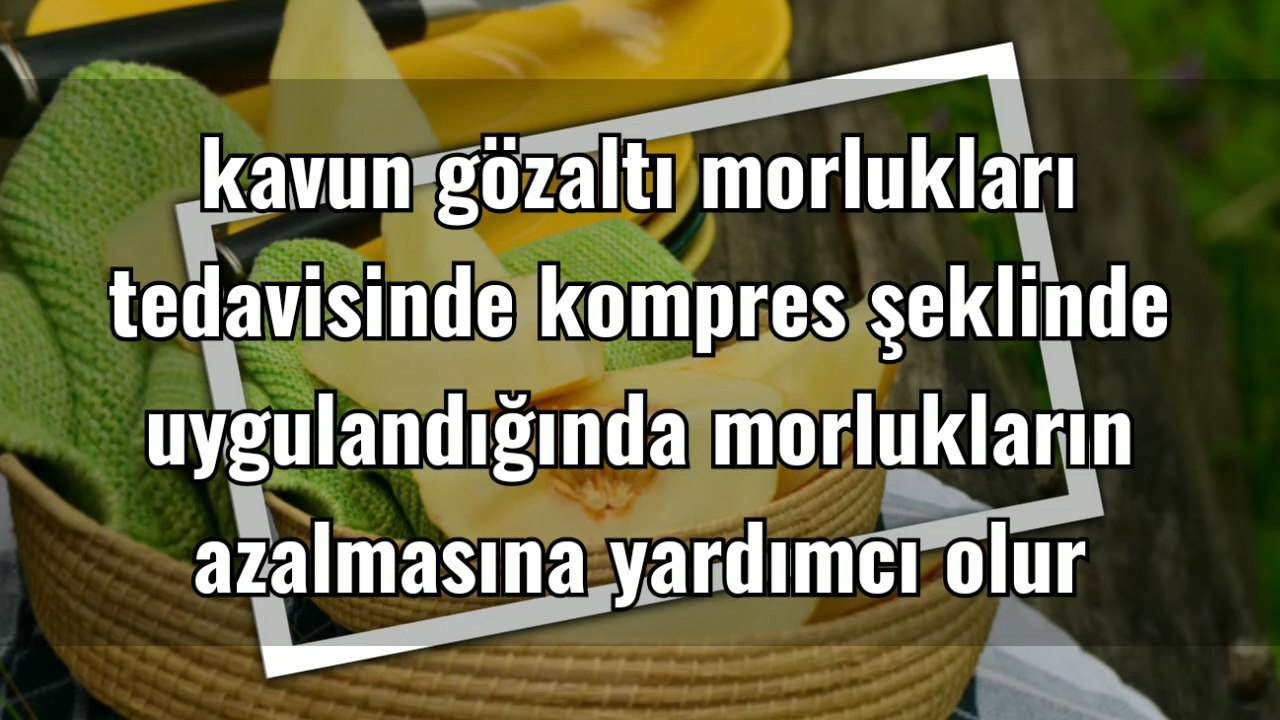 kavun gözaltı morlukları
tedavisinde kompres şeklinde
uygulandığında morlukların
azalmasına yardımcı olur